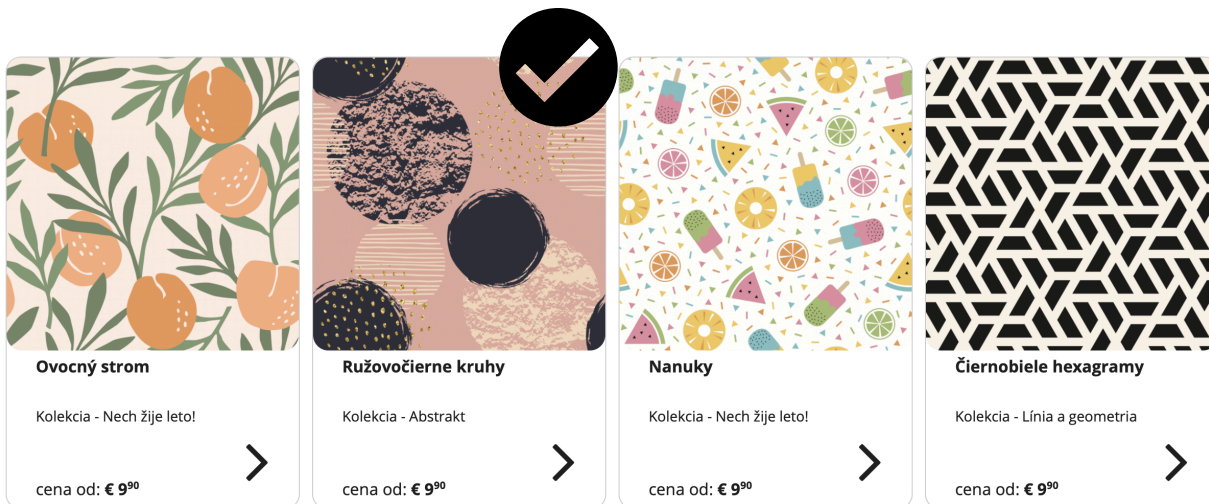 Ovocný strom
Kolekcia - Nech žije leto!
cena od: € 9⁹⁰
Ružovočierne kruhy
Kolekcia - Abstrakt
cena od: € 9⁹⁰
Nanuky
Kolekcia - Nech žije leto!
cena od: € 9⁹⁰
Čiernobiele hexagramy
Kolekcia - Línia a geometria
cena od: € 9⁹⁰